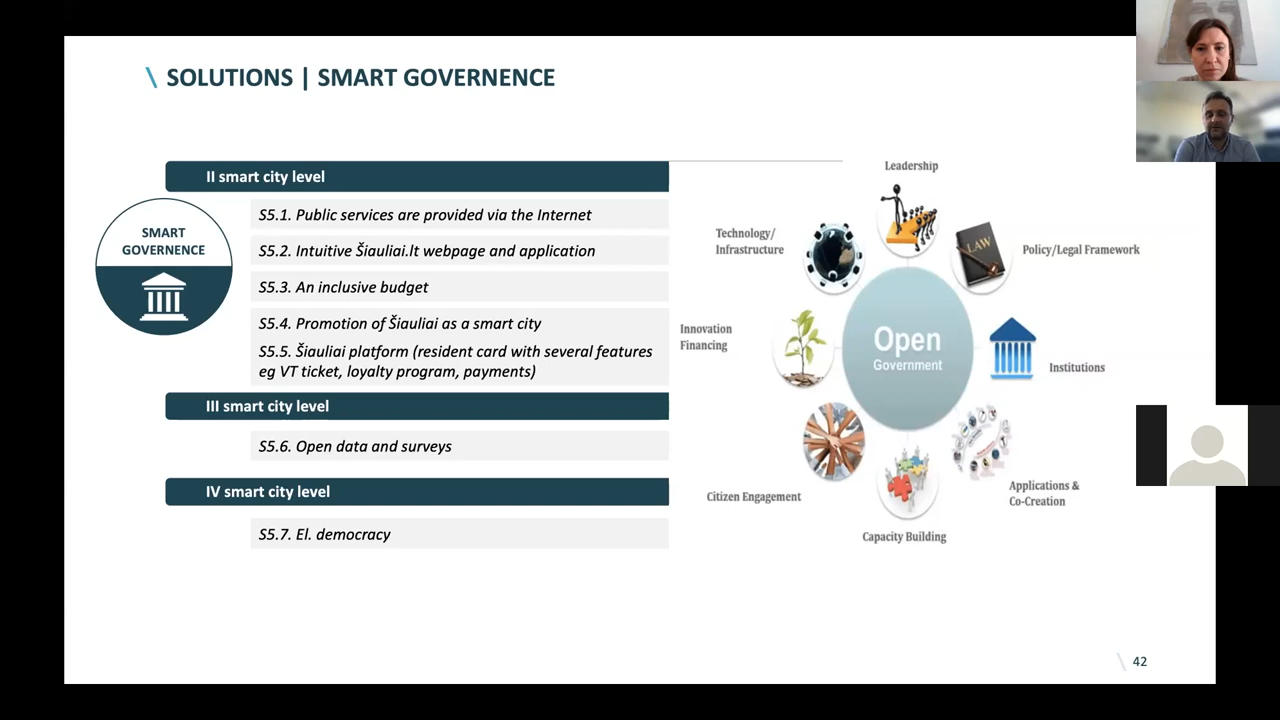 \ SOLUTIONS | SMART GOVERNENCE
II smart city level
SMART
GOVERNENCE
S5.1. Public services are provided via the Internet
S5.2. Intuitive Šiauliai.lt webpage and application
S5.3. An inclusive budget
S5.4. Promotion of Šiauliai as a smart city
S5.5. Šiauliai platform (resident card with several features
eg VT ticket, loyalty program, payments)
III smart city level
S5.6. Open data and surveys
IV smart city level
S5.7. El. democracy
Leadership
Technology/
Infrastructure
LAW
Policy/Legal Framework
Innovation
Financing
Open
Government
Institutions
Citizen Engagement
Applications &
Co-Creation
Capacity Building
\ 42